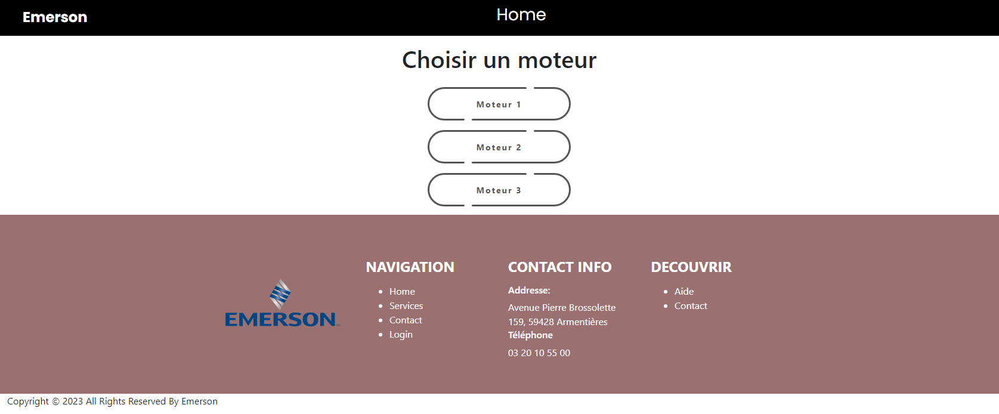 Emerson
Home
Choisir un moteur
Moteur 1
Moteur 2
Moteur 3
EMERSON
NAVIGATION
Home
Services
Contact
Login
CONTACT INFO
Addresse:
Avenue Pierre Brossolette
159, 59428 Armentières
Téléphone
03 20 10 55 00
DECOUVRIR
Aide
Contact
Copyright © 2023 All Rights Reserved By Emerson